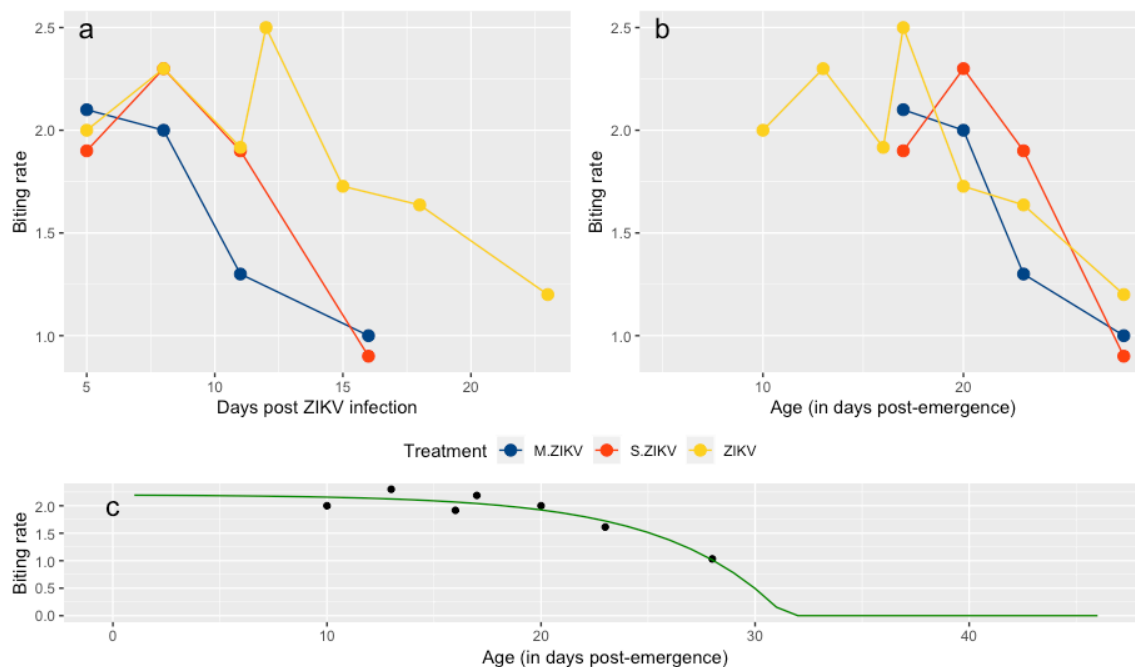 a
2.5
2.0
1.5
1.0
Biting rate
5
10
15
20
Days post ZIKV infection
b
2.5
2.0
1.5
1.0
Biting rate
10
20
Age (in days post-emergence)
Treatment M.ZIKV S.ZIKV ZIKV
c
2.0
1.5
1.0
0.5
0.0
Biting rate
0
10
20
30
40
Age (in days post-emergence)